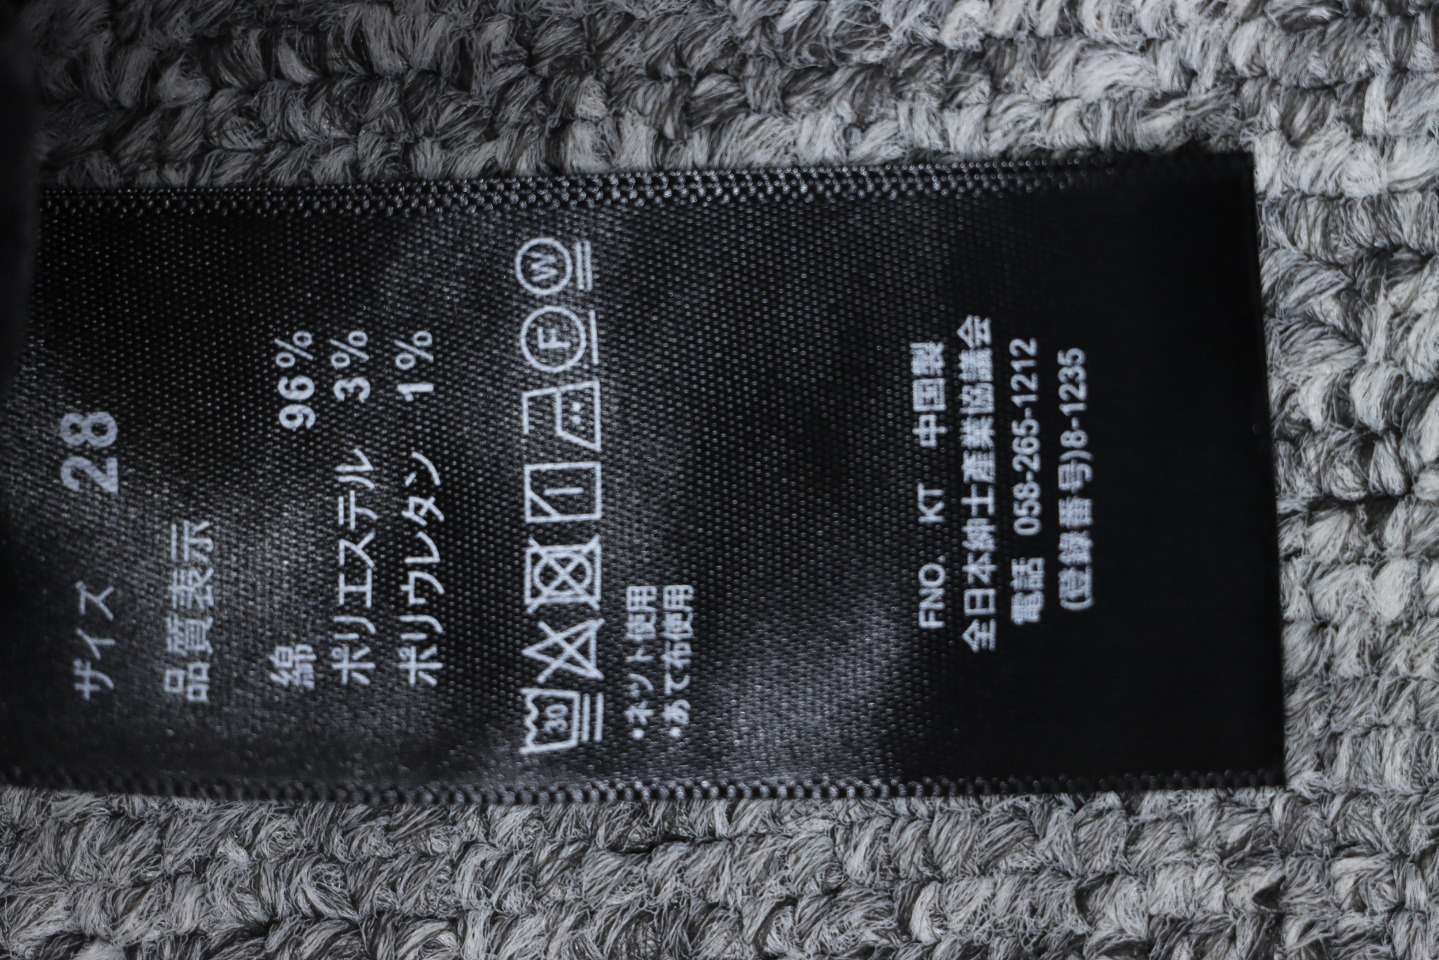 サイズ 28
品質表示
綿 96%
ポリエステル 3%
ポリウレタン 1%
30 F W
・ネット使用
・あて布使用
FNO. KT 中国製
全日本紳士産業協議会
電話 058-265-1212
(登録番号)8-1235